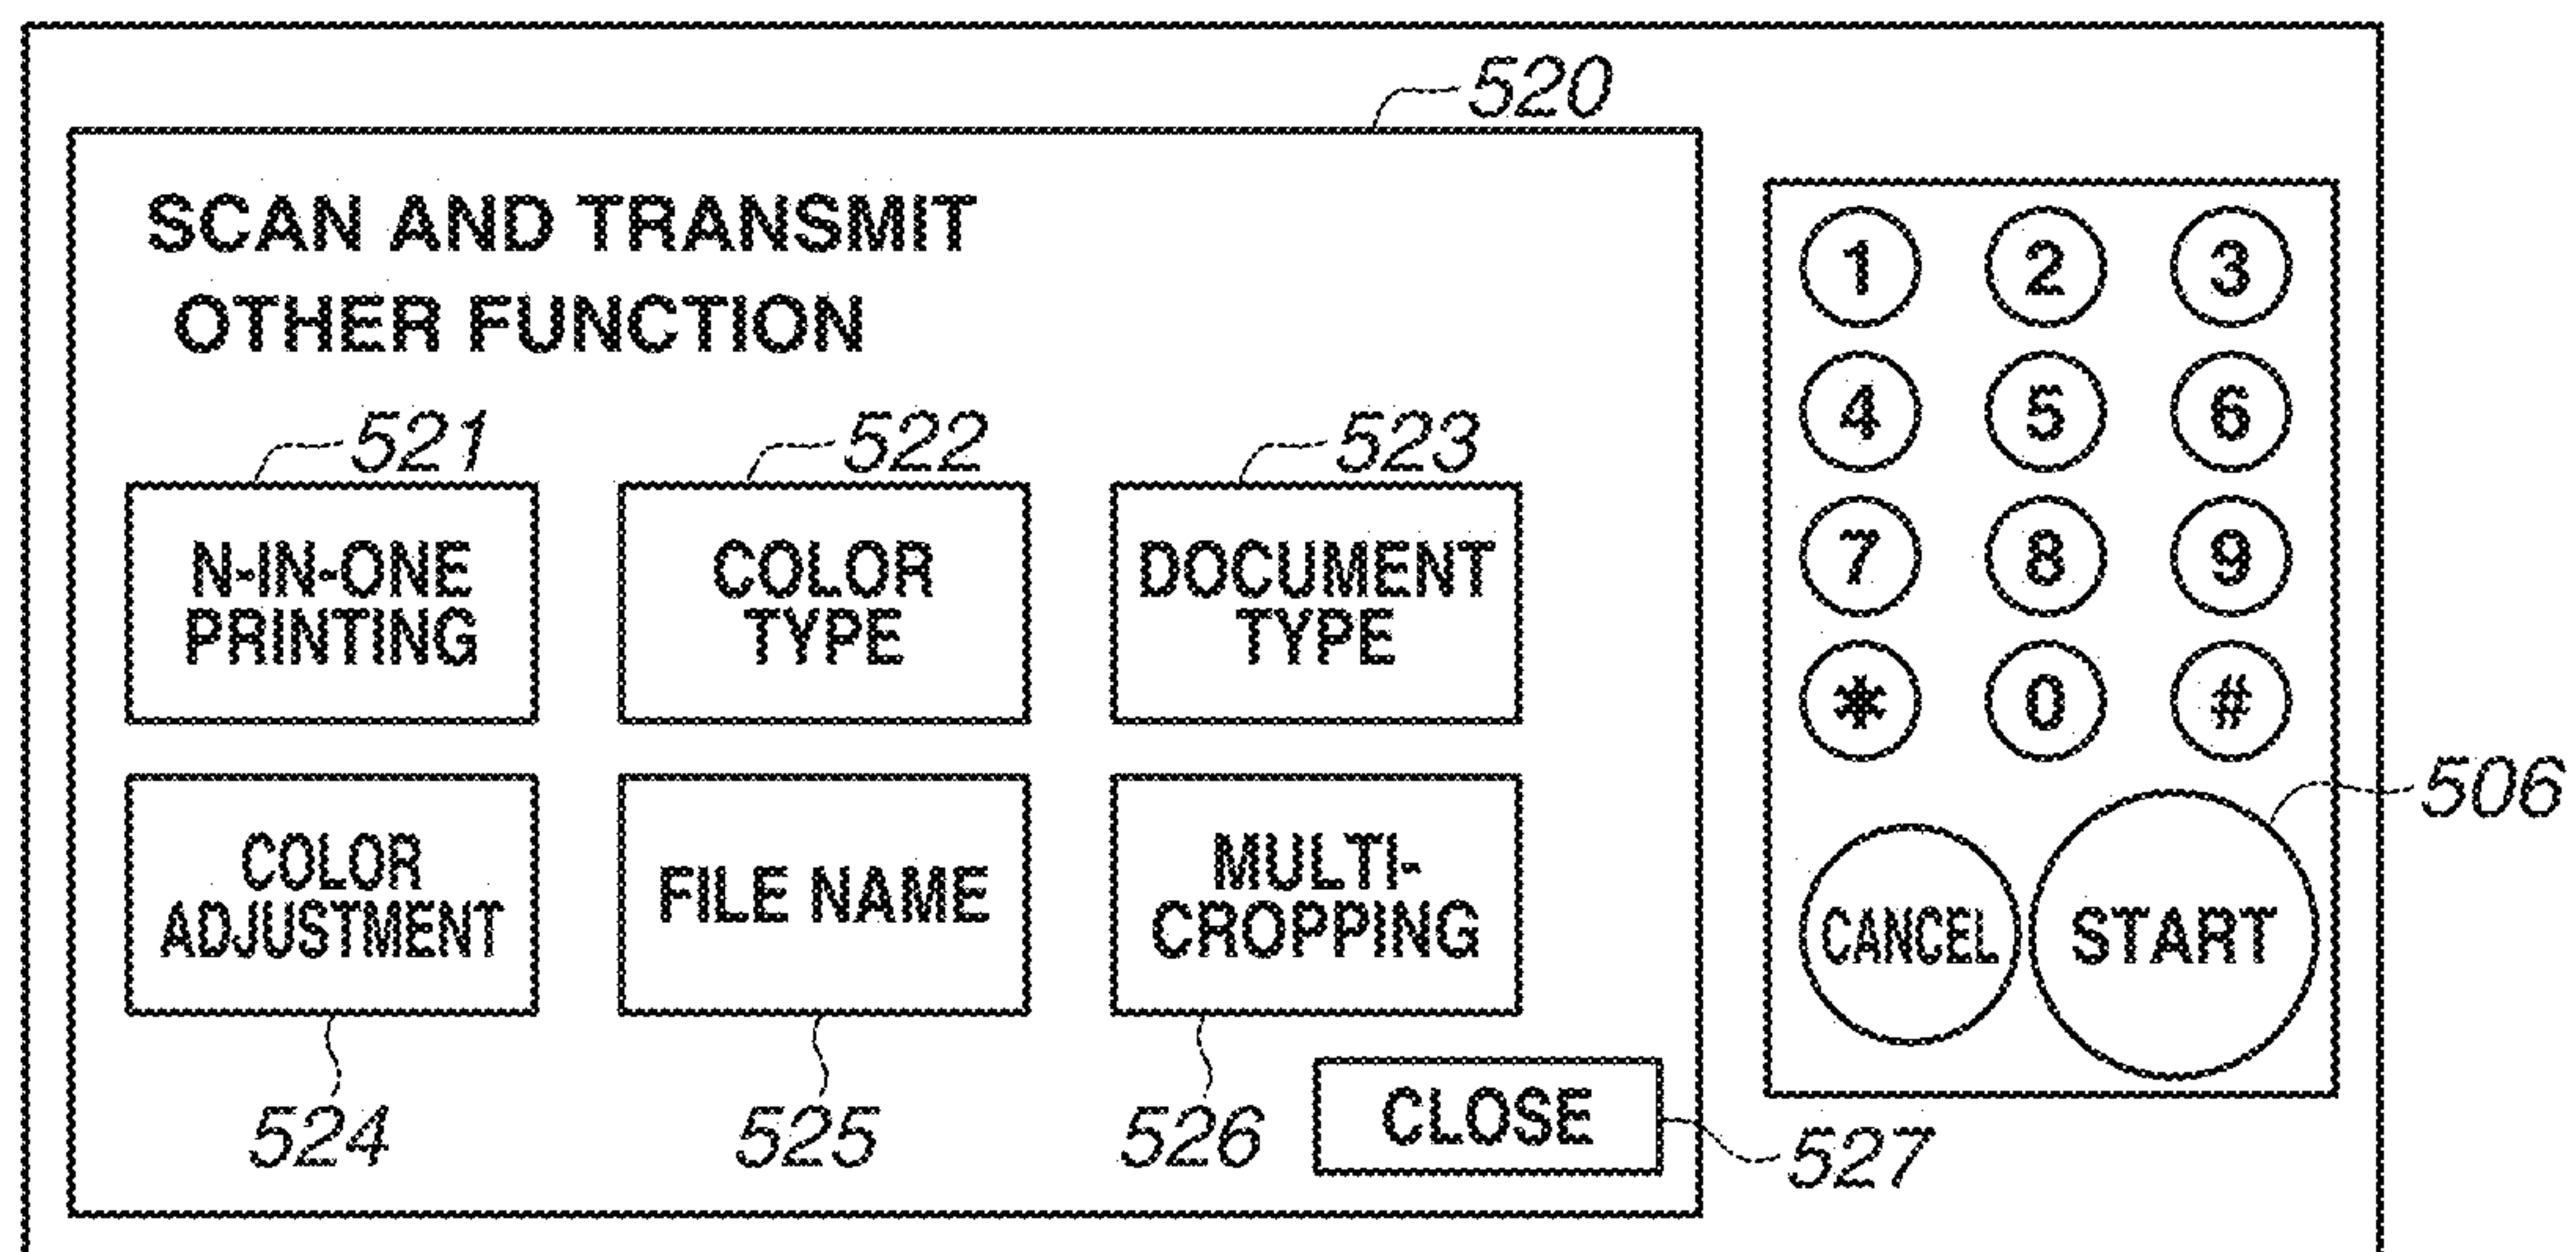 520
SCAN AND TRANSMIT
OTHER FUNCTION
521 522 523
N-IN-ONE
PRINTING
COLOR
TYPE
DOCUMENT
TYPE
COLOR
ADJUSTMENT
FILE NAME
MULTI-
CROPPING
524 525 526
CLOSE
527
1 2 3
4 5 6
7 8 9
* 0 #
506
CANCEL START